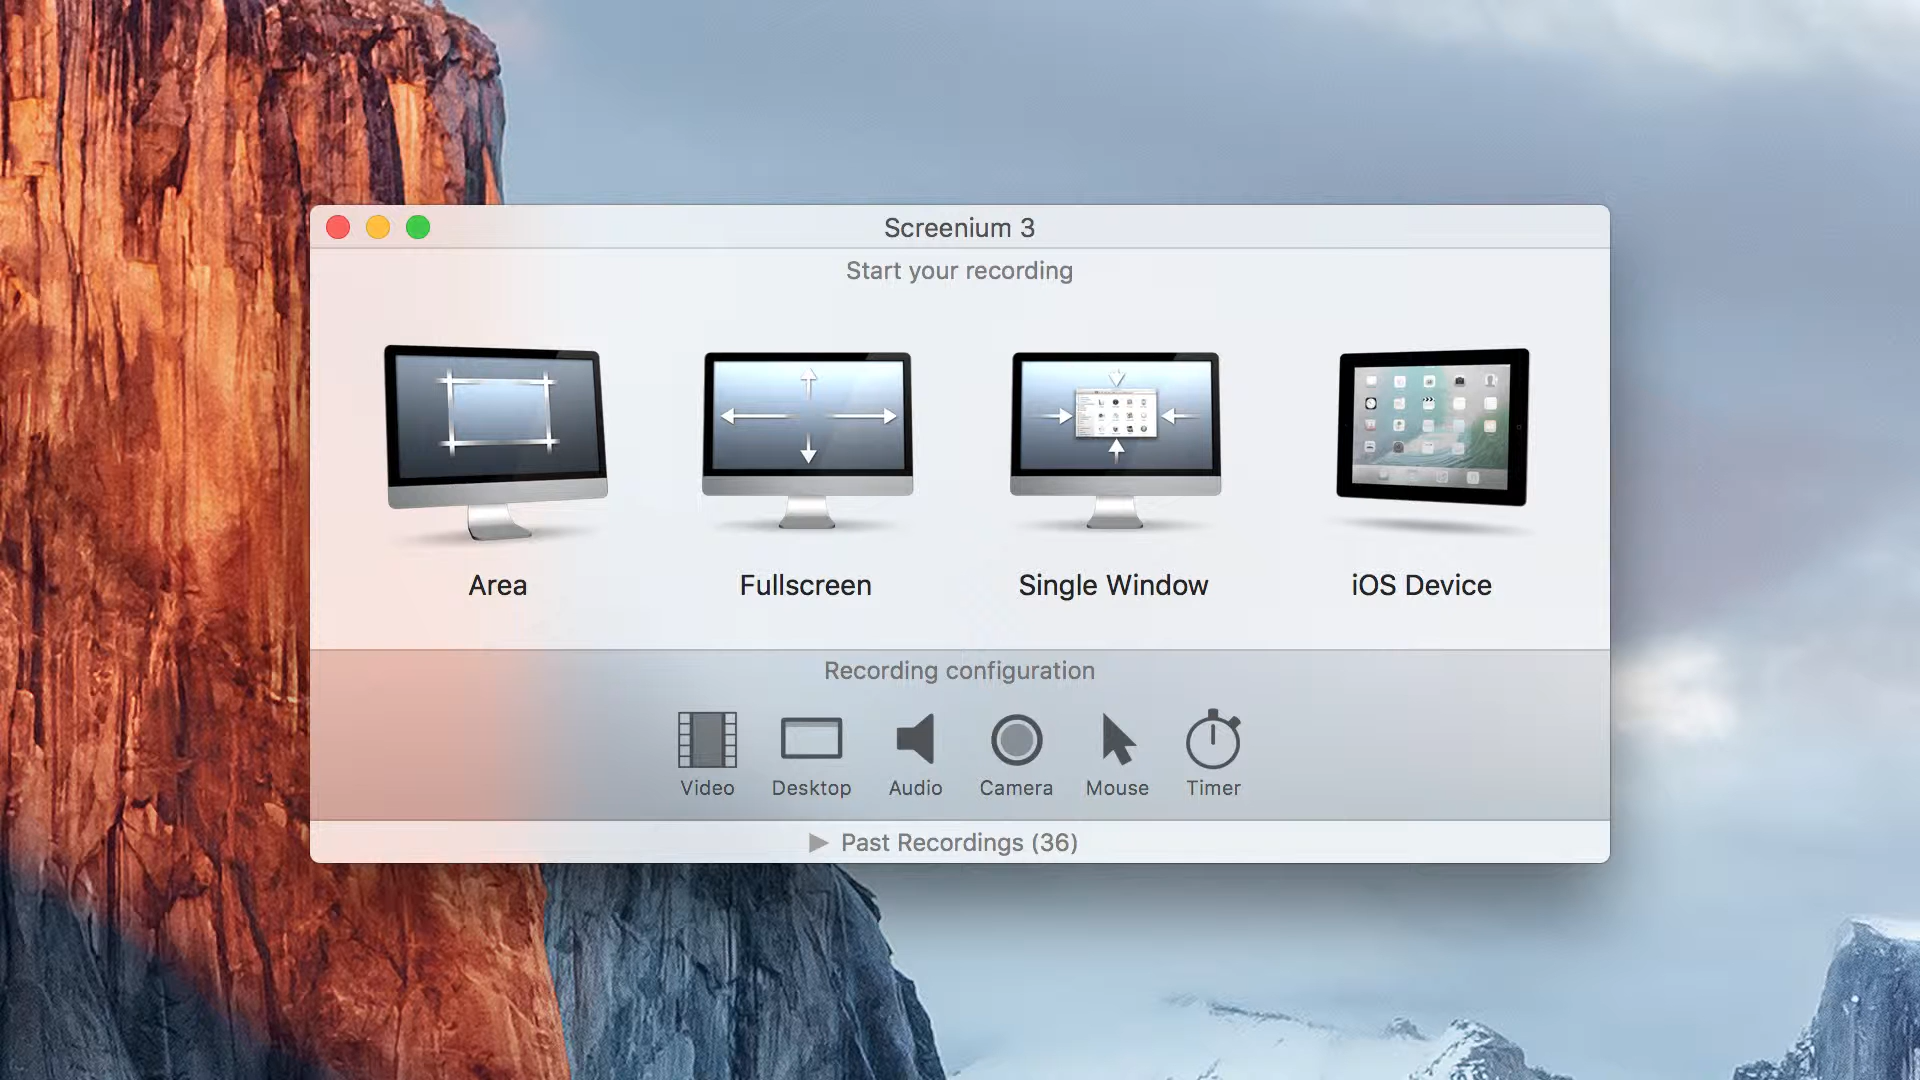 Screenium 3
Start your recording
Area
Fullscreen
Single Window
iOS Device
Recording configuration
Video
Desktop
Audio
Camera
Mouse
Timer
Past Recordings (36)